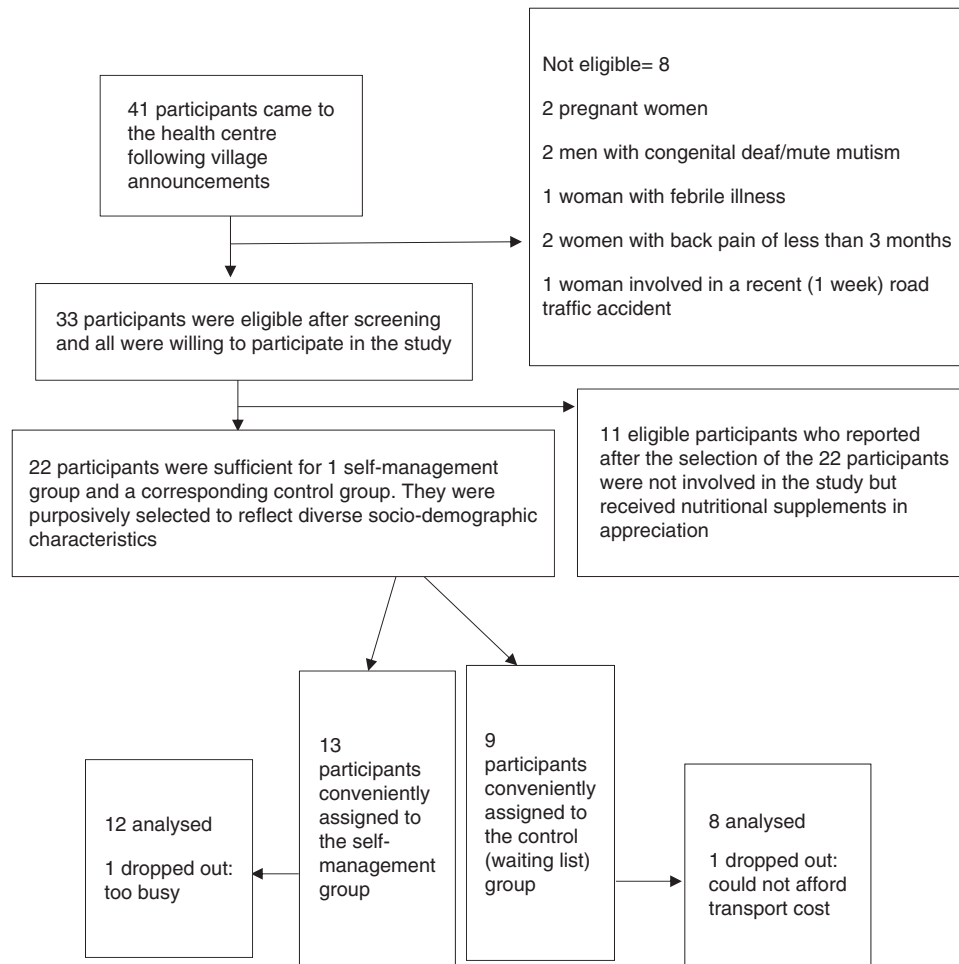 41 participants came to
the health centre
following village
announcements
Not eligible= 8
2 pregnant women
2 men with congenital deaf/mute mutism
1 woman with febrile illness
2 women with back pain of less than 3 months
1 woman involved in a recent (1 week) road
traffic accident
33 participants were eligible after screening
and all were willing to participate in the study
11 eligible participants who reported
after the selection of the 22 participants
were not involved in the study but
received nutritional supplements in
appreciation
22 participants were sufficient for 1 self-management
group and a corresponding control group. They were
purposively selected to reflect diverse socio-demographic
characteristics
13
participants
conveniently
assigned to
the self-
management
group
9
participants
conveniently
assigned to
the control
(waiting list)
group
12 analysed
1 dropped out:
too busy
8 analysed
1 dropped out:
could not afford
transport cost